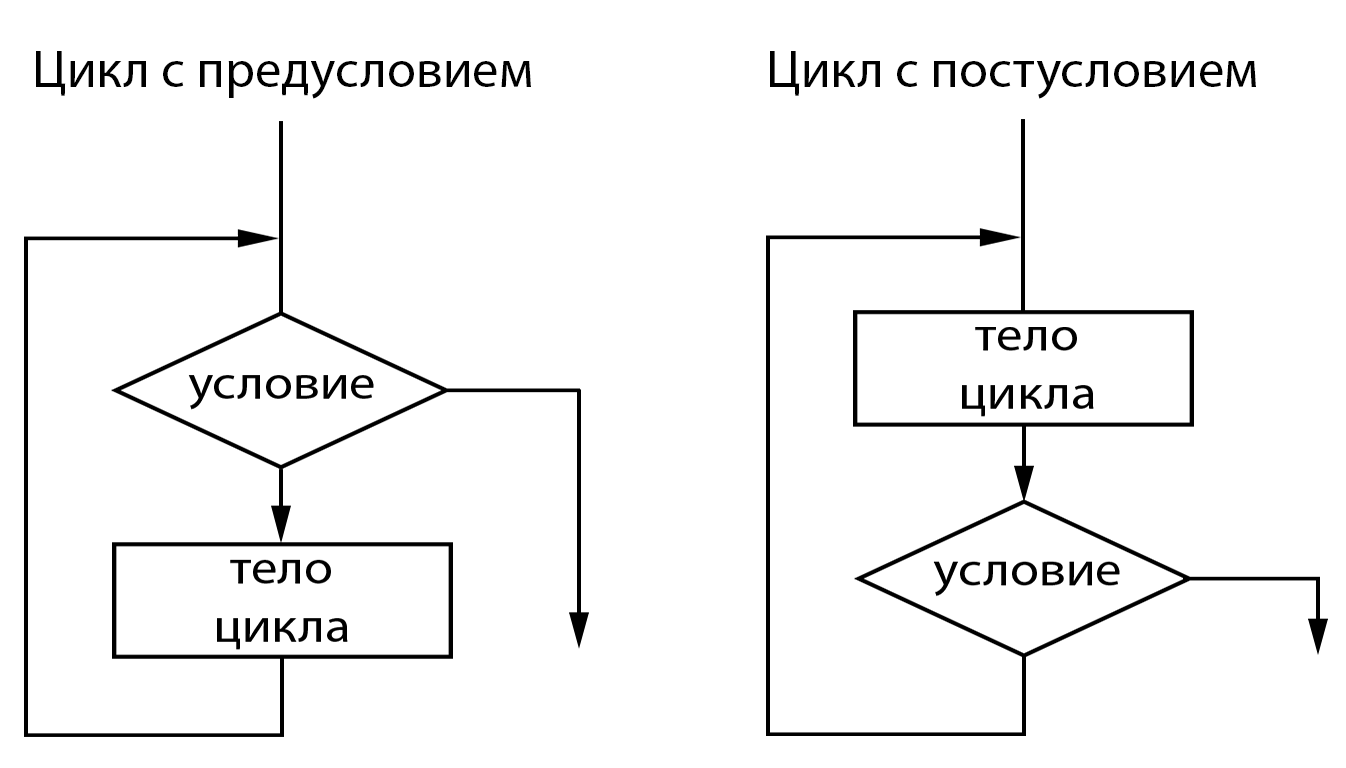 Цикл с предусловием
условие
тело
цикла
Цикл с постусловием
тело
цикла
условие